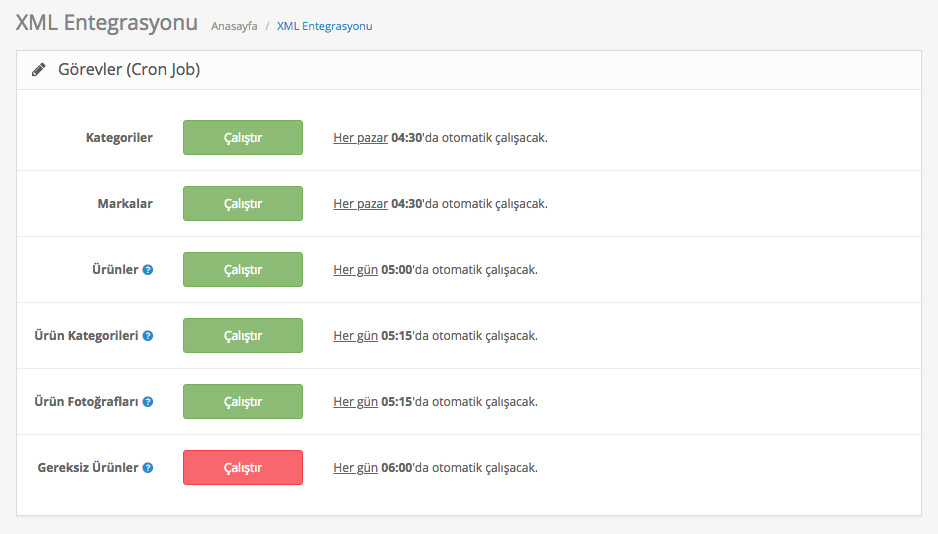 XML Entegrasyonu Anasayfa / XML Entegrasyonu
Görevler (Cron Job)
Kategoriler Çalıştır Her pazar 04:30'da otomatik çalışacak.
Markalar Çalıştır Her pazar 04:30'da otomatik çalışacak.
Ürünler ? Çalıştır Her gün 05:00'da otomatik çalışacak.
Ürün Kategorileri ? Çalıştır Her gün 05:15'da otomatik çalışacak.
Ürün Fotoğrafları ? Çalıştır Her gün 05:15'da otomatik çalışacak.
Gereksiz Ürünler ? Çalıştır Her gün 06:00'da otomatik çalışacak.